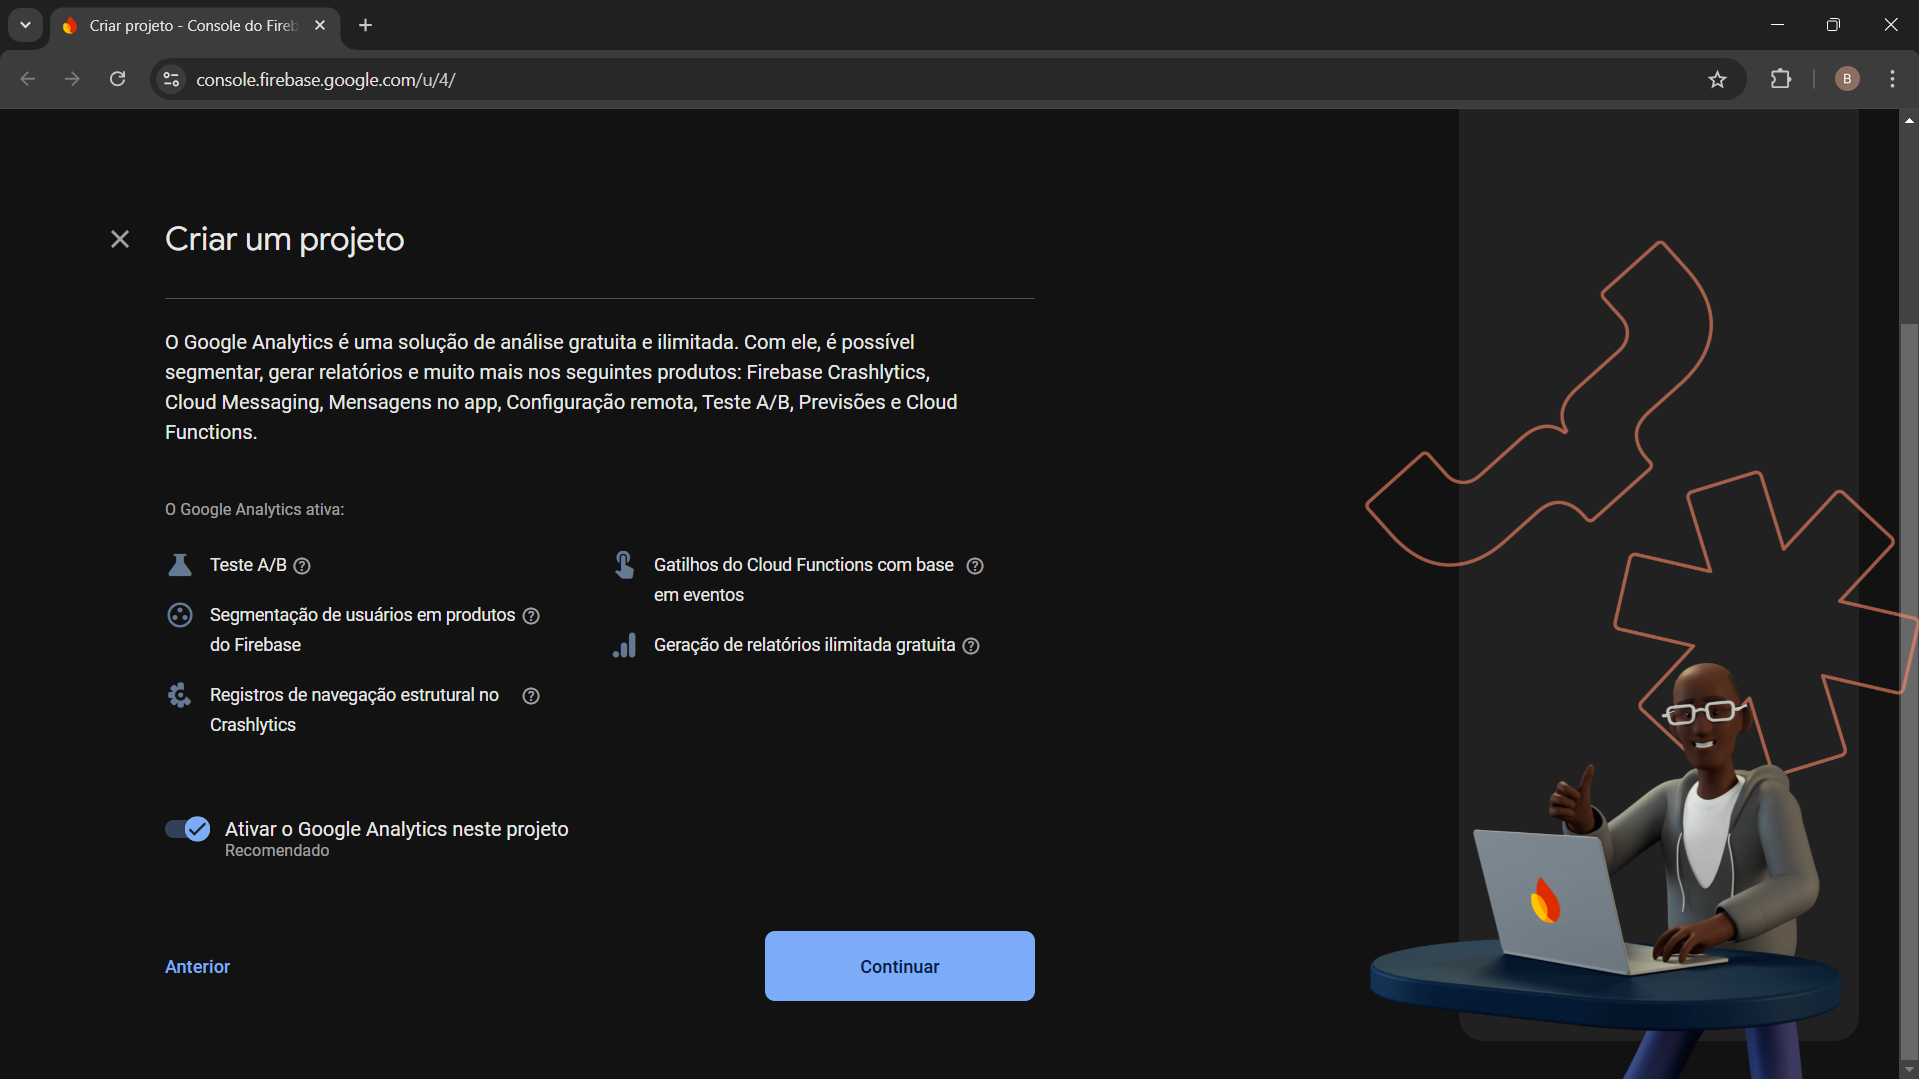 Criar projeto - Console do Fireb
console.firebase.google.com/u/4/
B
Criar um projeto
O Google Analytics é uma solução de análise gratuita e ilimitada. Com ele, é possível
segmentar, gerar relatórios e muito mais nos seguintes produtos: Firebase Crashlytics,
Cloud Messaging, Mensagens no app, Configuração remota, Teste A/B, Previsões e Cloud
Functions.
O Google Analytics ativa:
Teste A/B
Segmentação de usuários em produtos
do Firebase
Registros de navegação estrutural no
Crashlytics
Gatilhos do Cloud Functions com base
em eventos
Geração de relatórios ilimitada gratuita
Ativar o Google Analytics neste projeto
Recomendado
Anterior
Continuar